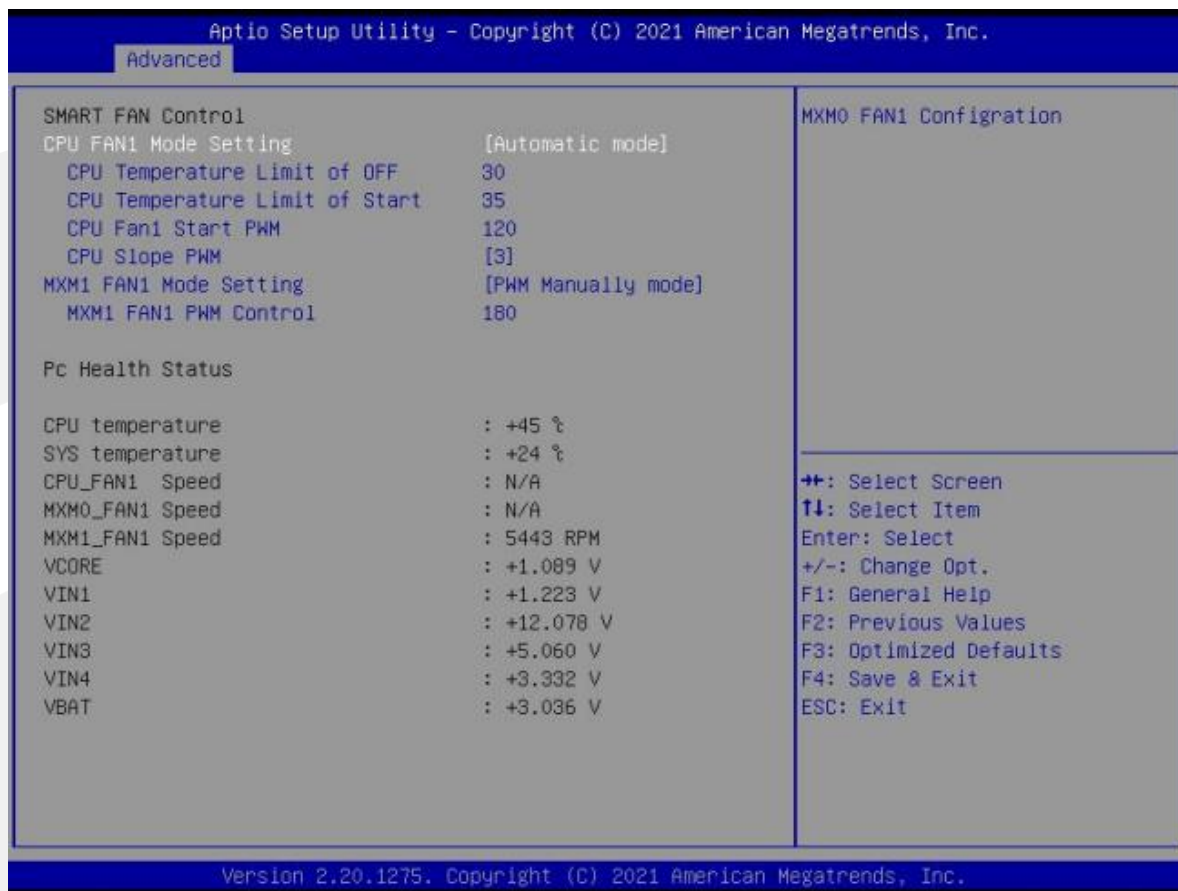 Aptio Setup Utility – Copyright (C) 2021 American Megatrends, Inc.
Advanced
SMART FAN Control
CPU FAN1 Mode Setting [Automatic mode]
CPU Temperature Limit of OFF 30
CPU Temperature Limit of Start 35
CPU Fan1 Start PWM 120
CPU Slope PWM [3]
MXM1 FAN1 Mode Setting [PWM Manually mode]
MXM1 FAN1 PWM Control 180
Pc Health Status
CPU temperature : +45 ℃
SYS temperature : +24 ℃
CPU_FAN1 Speed : N/A
MXM0_FAN1 Speed : N/A
MXM1_FAN1 Speed : 5443 RPM
VCORE : +1.089 V
VIN1 : +1.223 V
VIN2 : +12.078 V
VIN3 : +5.060 V
VIN4 : +3.332 V
VBAT : +3.036 V
MXM0 FAN1 Configration
→←: Select Screen
↑↓: Select Item
Enter: Select
+/-: Change Opt.
F1: General Help
F2: Previous Values
F3: Optimized Defaults
F4: Save & Exit
ESC: Exit
Version 2.20.1275. Copyright (C) 2021 American Megatrends, Inc.